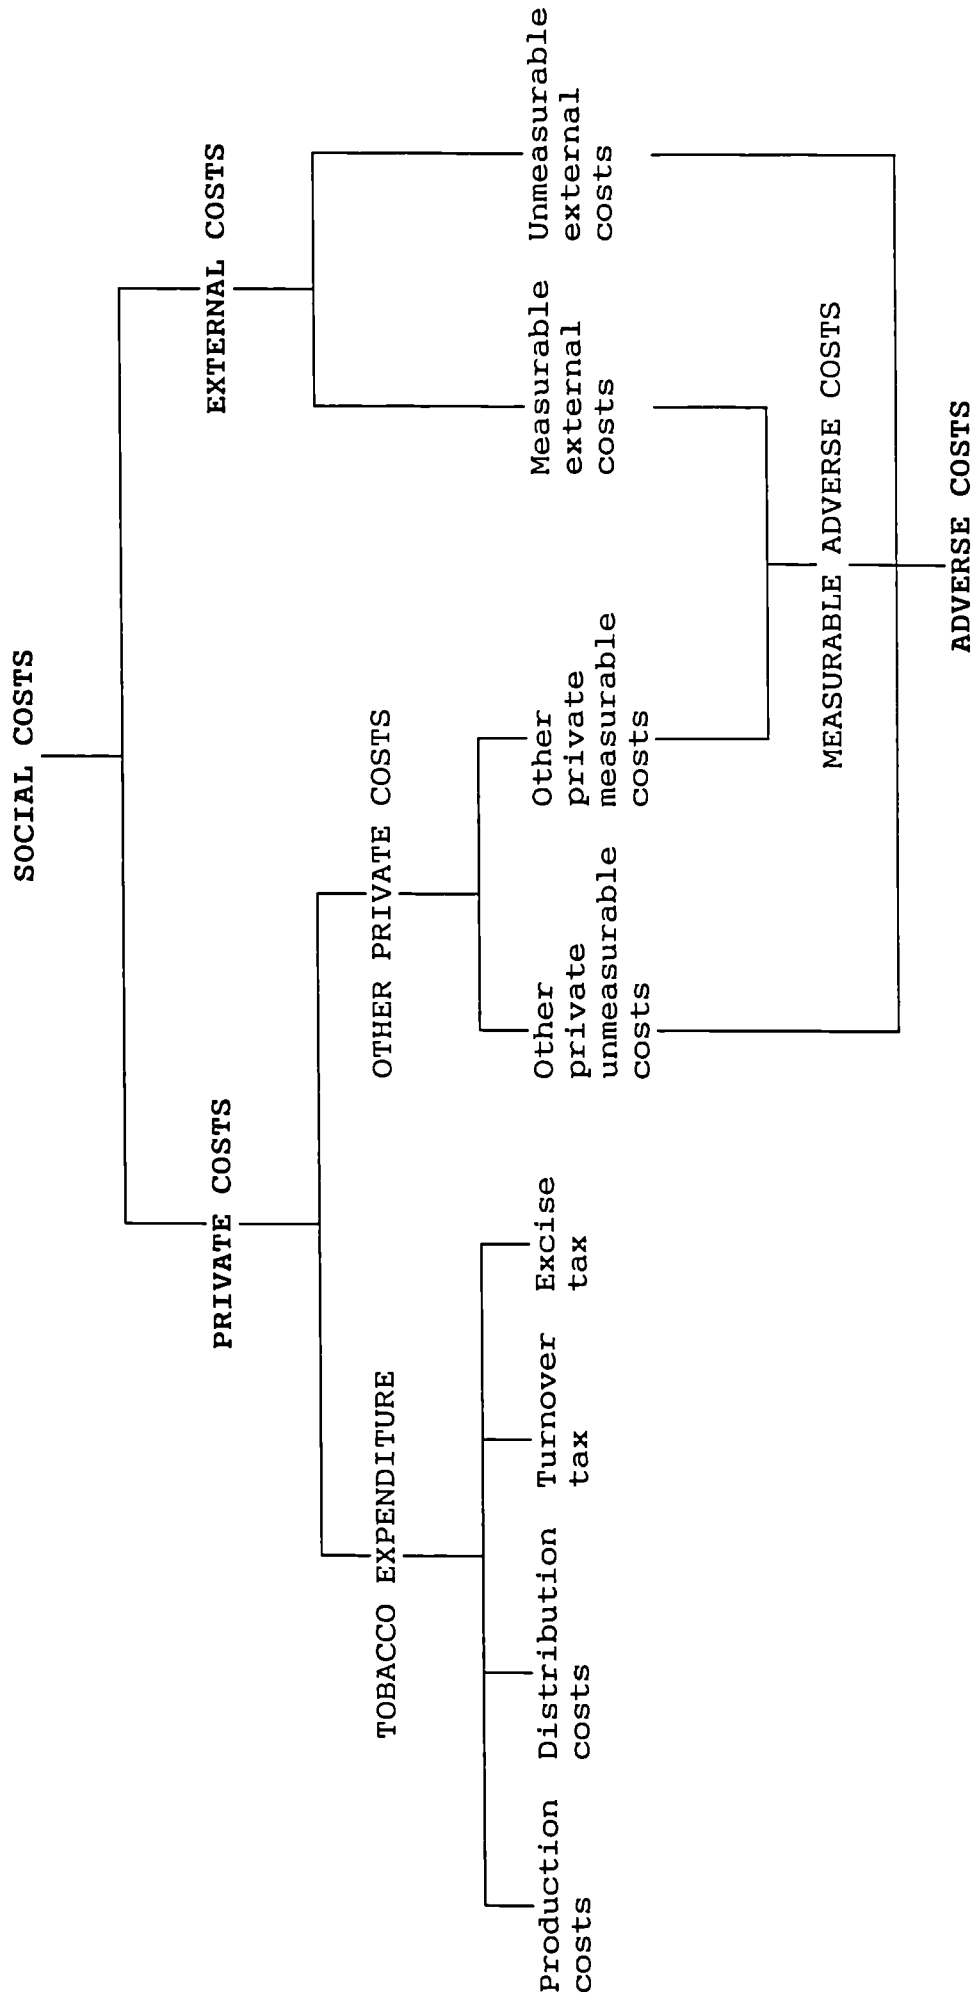 SOCIAL COSTS
PRIVATE COSTS
EXTERNAL COSTS
TOBACCO EXPENDITURE
OTHER PRIVATE COSTS
Production
costs
Distribution
costs
Turnover
tax
Excise
tax
Other
private
unmeasurable
costs
Other
private
measurable
costs
Measurable
external
costs
Unmeasurable
external
costs
MEASURABLE ADVERSE COSTS
ADVERSE COSTS